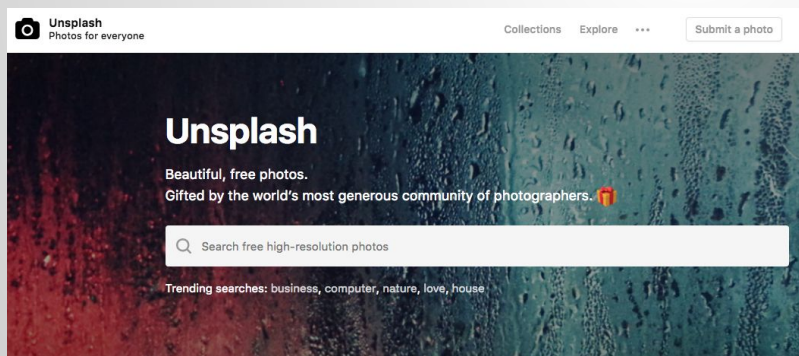 Unsplash
Photos for everyone
Collections Explore ••• Submit a photo
Unsplash
Beautiful, free photos.
Gifted by the world’s most generous community of photographers. 🎁
Search free high-resolution photos
Trending searches: business, computer, nature, love, house